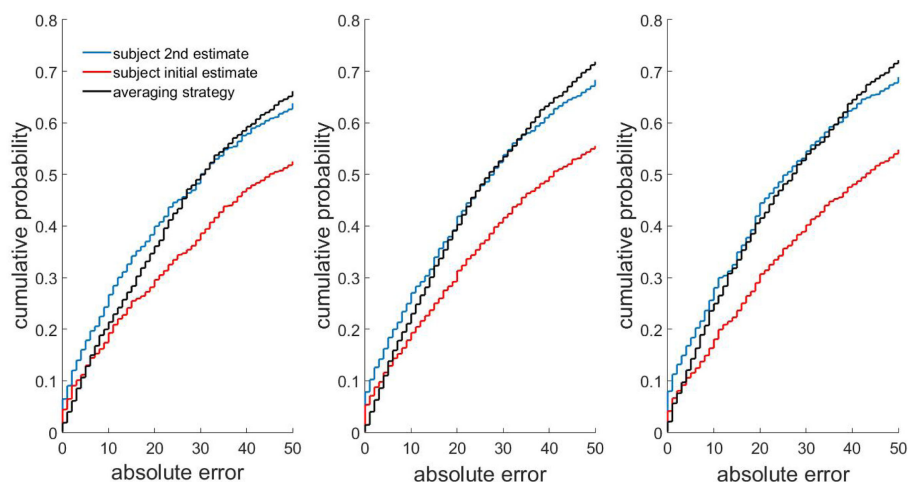 0.8
0.7
0.6
0.5
0.4
0.3
0.2
0.1
0
cumulative probability
subject 2nd estimate
subject initial estimate
averaging strategy
0 10 20 30 40 50
absolute error
0.8
0.7
0.6
0.5
0.4
0.3
0.2
0.1
0
cumulative probability
0 10 20 30 40 50
absolute error
0.8
0.7
0.6
0.5
0.4
0.3
0.2
0.1
0
cumulative probability
0 10 20 30 40 50
absolute error